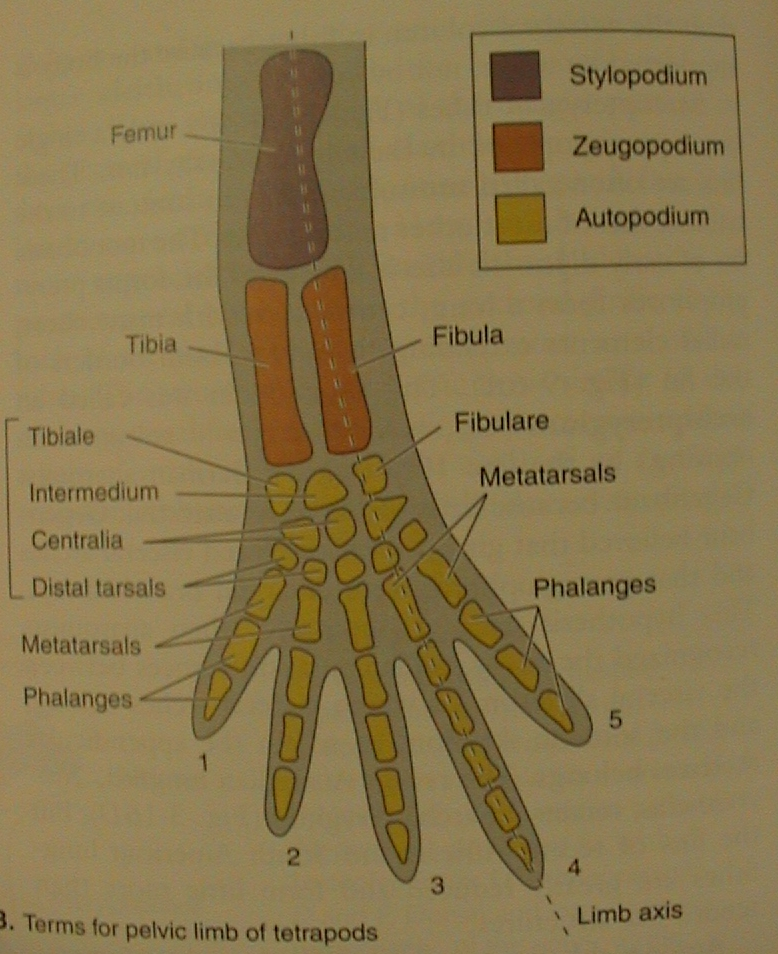 Stylopodium
Zeugopodium
Autopodium
Femur
Tibia
Fibula
Tibiale
Fibulare
Intermedium
Metatarsals
Centralia
Distal tarsals
Phalanges
Metatarsals
Phalanges
1
2
3
4
5
Limb axis
B. Terms for pelvic limb of tetrapods